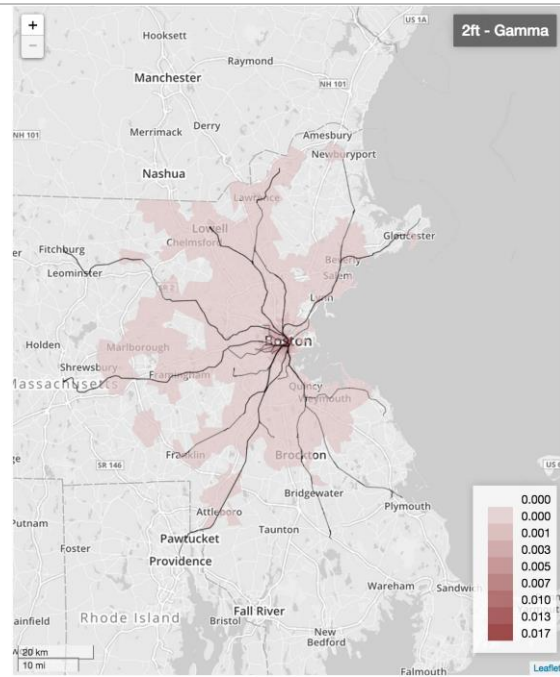 +
−
2ft - Gamma
US 1A
Hooksett
Raymond
Manchester
NH 101
NH 101
Derry
Merrimack
Amesbury
Newburyport
Nashua
Lawrence
Lowell
Chelmsford
Gloucester
Fitchburg
Beverly
Leominster
Salem
Lynn
Boston
Holden
Marlborough
Shrewsbury
Framingham
Massachusetts
Quincy
Weymouth
Franklin
Brockton
SR 146
Bridgewater
Attleboro
Plymouth
Putnam
Taunton
Pawtucket
Foster
Providence
Wareham
Sandwich
Rhode Island
Fall River
Bristol
New
Bedford
Falmouth
20 km
10 mi
0.000
0.000
0.001
0.003
0.005
0.007
0.010
0.013
0.017
Leaflet